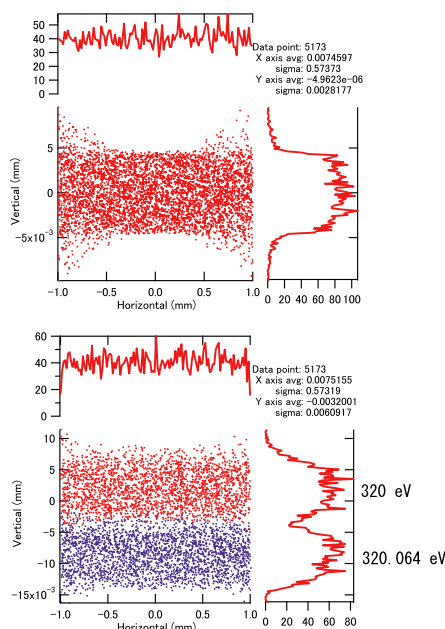 50
40
30
20
10
0
Data point: 5173
X axis avg: 0.0074597
sigma: 0.57373
Y axis avg: -4.9623e-06
sigma: 0.0028177
Vertical (mm)
5
0
-5x10⁻³
-1.0 -0.5 0.0 0.5 1.0
Horizontal (mm)
0 20 40 60 80 100
60
40
20
0
Data point: 5173
X axis avg: 0.0075155
sigma: 0.57319
Y axis avg: -0.0032001
sigma: 0.0060917
Vertical (mm)
10
5
0
-5
-10
-15x10⁻³
320 eV
320.064 eV
-1.0 -0.5 0.0 0.5 1.0
Horizontal (mm)
0 20 40 60 80